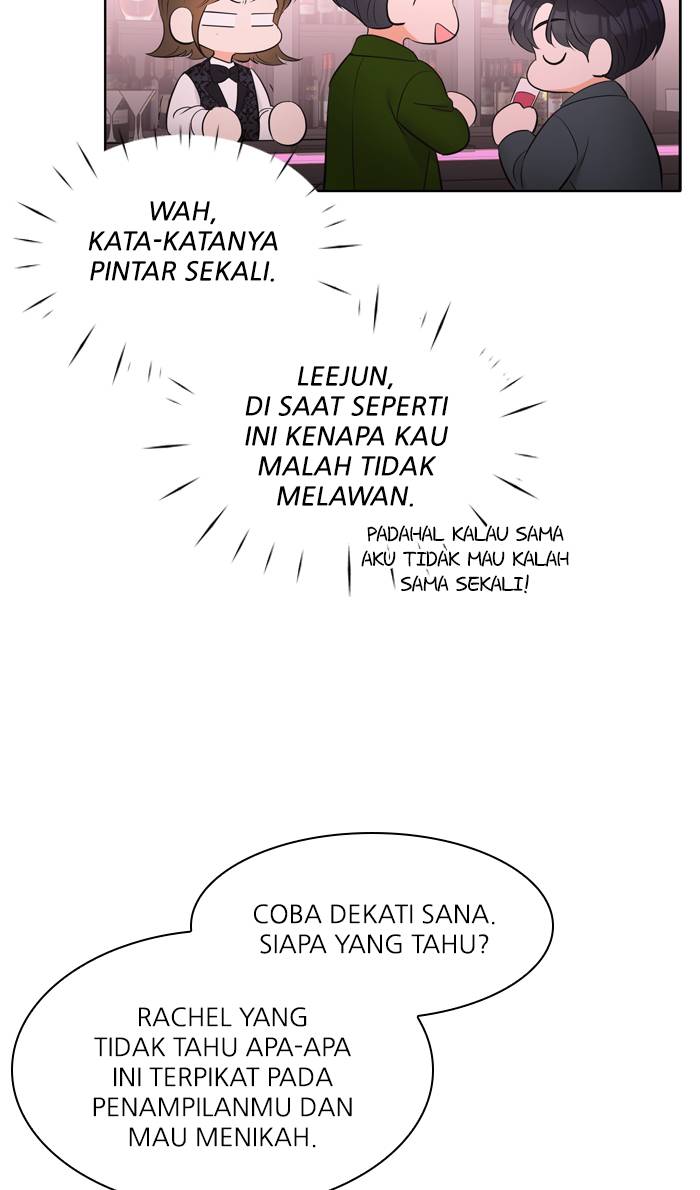 WAH,
KATA-KATANYA
PINTAR SEKALI.
LEEJUN,
DI SAAT SEPERTI
INI KENAPA KAU
MALAH TIDAK
MELAWAN.
PADAHAL KALAU SAMA
AKU TIDAK MAU KALAH
SAMA SEKALI!
COBA DEKATI SANA.
SIAPA YANG TAHU?
RACHEL YANG
TIDAK TAHU APA-APA
INI TERPIKAT PADA
PENAMPILANMU DAN
MAU MENIKAH.